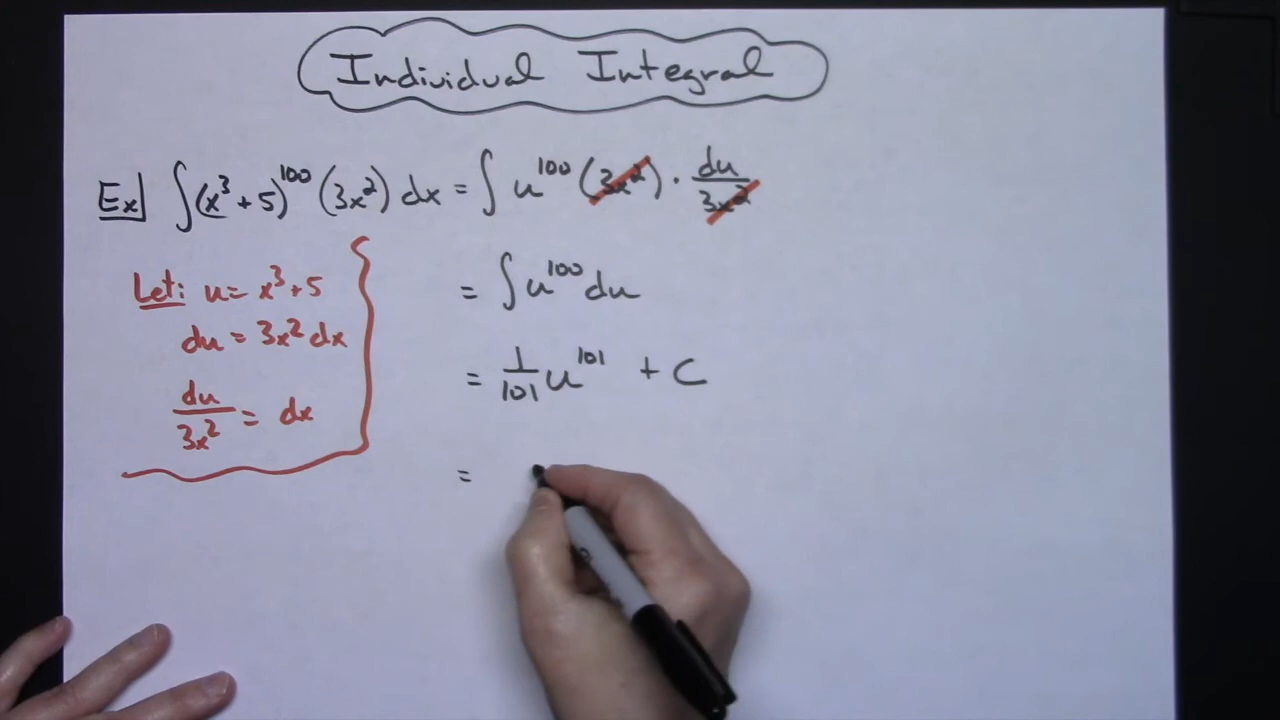 Individual Integral
Ex ∫(x³+5)¹⁰⁰(3x²) dx = ∫u¹⁰⁰(3x²)·du/3x²
Let: u = x³+5
du = 3x² dx
du/3x² = dx
= ∫u¹⁰⁰ du
= 1/101 u¹⁰¹ + C
=